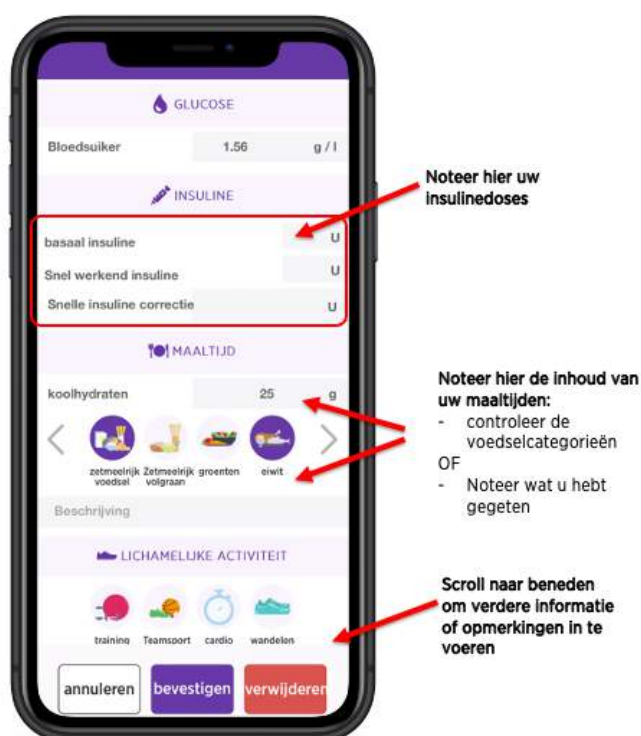 GLUCOSE
Bloedsuiker 1.56 g / l
INSULINE
basaal insuline U
Snel werkend insuline U
Snelle insuline correctie U
MAALTIJD
koolhydraten 25 g
zetmeelrijk voedsel
Zetmeelrijk volgraan
groenten
eiwit
Beschrijving
LICHAMELIJKE ACTIVITEIT
training Teamsport cardio wandelen
annuleren bevestigen verwijderen
Noteer hier uw
insulinedoses
Noteer hier de inhoud van
uw maaltijden:
- controleer de
voedselcategorieën
OF
- Noteer wat u hebt
gegeten
Scroll naar beneden
om verdere informatie
of opmerkingen in te
voeren